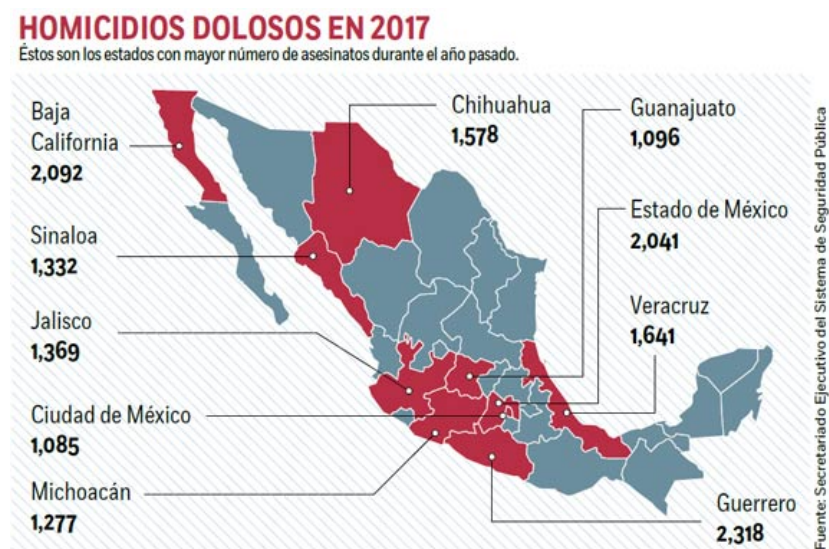 HOMICIDIOS DOLOSOS EN 2017
Éstos son los estados con mayor número de asesinatos durante el año pasado.
Baja
California
2,092
Sinaloa
1,332
Jalisco
1,369
Ciudad de México
1,085
Michoacán
1,277
Chihuahua
1,578
Guanajuato
1,096
Estado de México
2,041
Veracruz
1,641
Guerrero
2,318
Fuente: Secretariado Ejecutivo del Sistema de Seguridad Pública